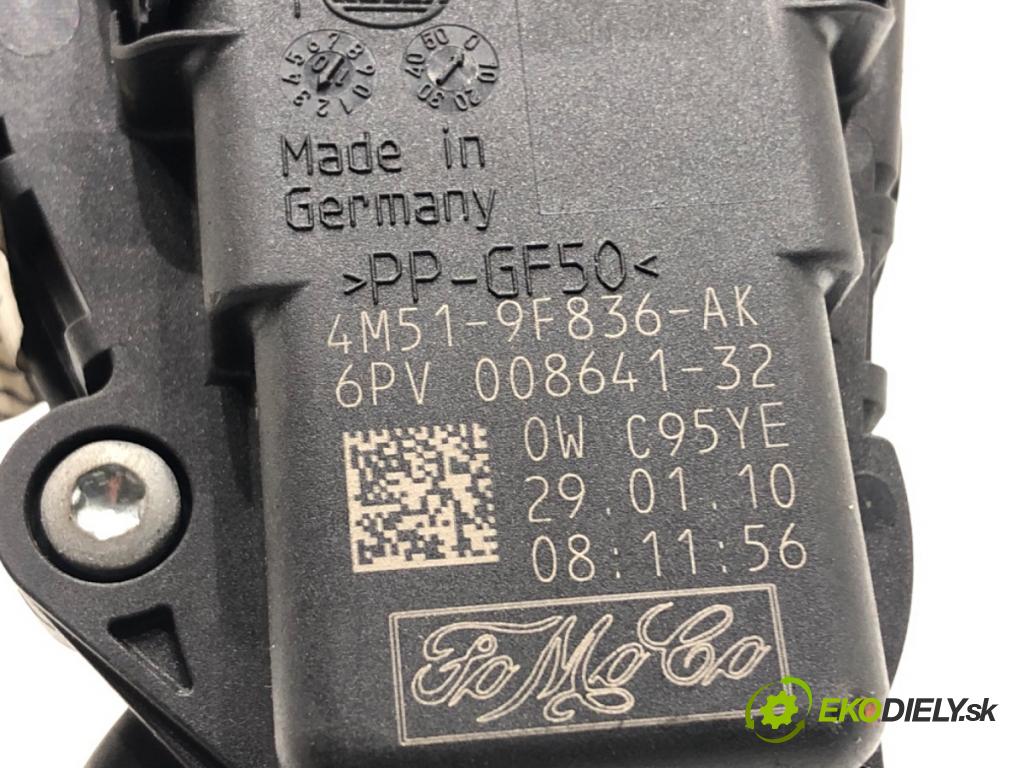 Made in
Germany
>PP-GF50<
4M51-9F836-AK
6PV 008641-32
0W C95YE
29.01.10
08:11:56
FoMoCo
EKODIELY.sk